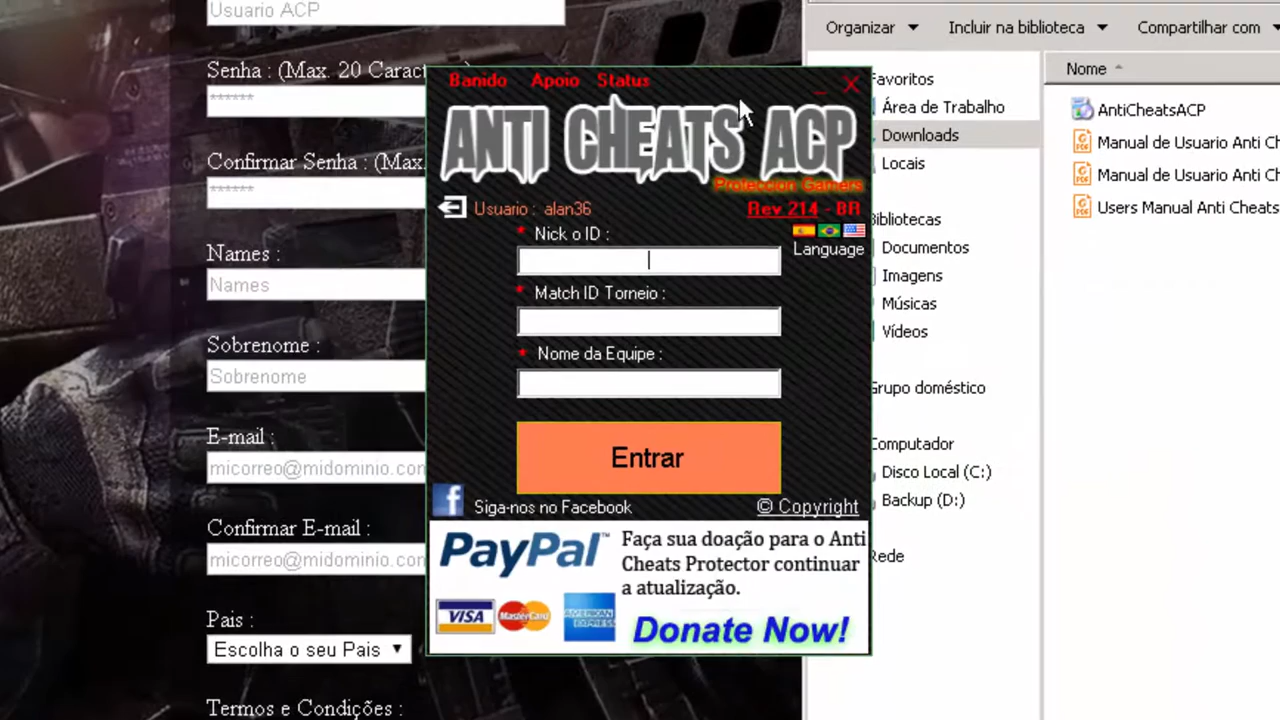 Usuario ACP
Senha : (Max. 20 Caract
******
Confirmar Senha : (Max.
******
Names :
Names
Sobrenome :
Sobrenome
E-mail :
micorreo@midominio.com
Confirmar E-mail :
micorreo@midominio.com
Pais :
Escolha o seu Pais
Termos e Condições :
Banido Apoio Status
ANTI CHEATS ACP
Proteccion Gamers
Usuario : alan36
Rev 214 - BR
Language
* Nick o ID :
* Match ID Torneio :
* Nome da Equipe :
Entrar
Siga-nos no Facebook
© Copyright
PayPal™
VISA
MasterCard
AMERICAN EXPRESS
Faça sua doação para o Anti
Cheats Protector continuar
a atualização.
Donate Now!
Organizar
Incluir na biblioteca
Compartilhar com
Favoritos
Área de Trabalho
Downloads
Locais
Bibliotecas
Documentos
Imagens
Músicas
Vídeos
Grupo doméstico
Computador
Disco Local (C:)
Backup (D:)
Rede
Nome
AntiCheatsACP
Manual de Usuario Anti Ch
Manual de Usuario Anti Ch
Users Manual Anti Cheats